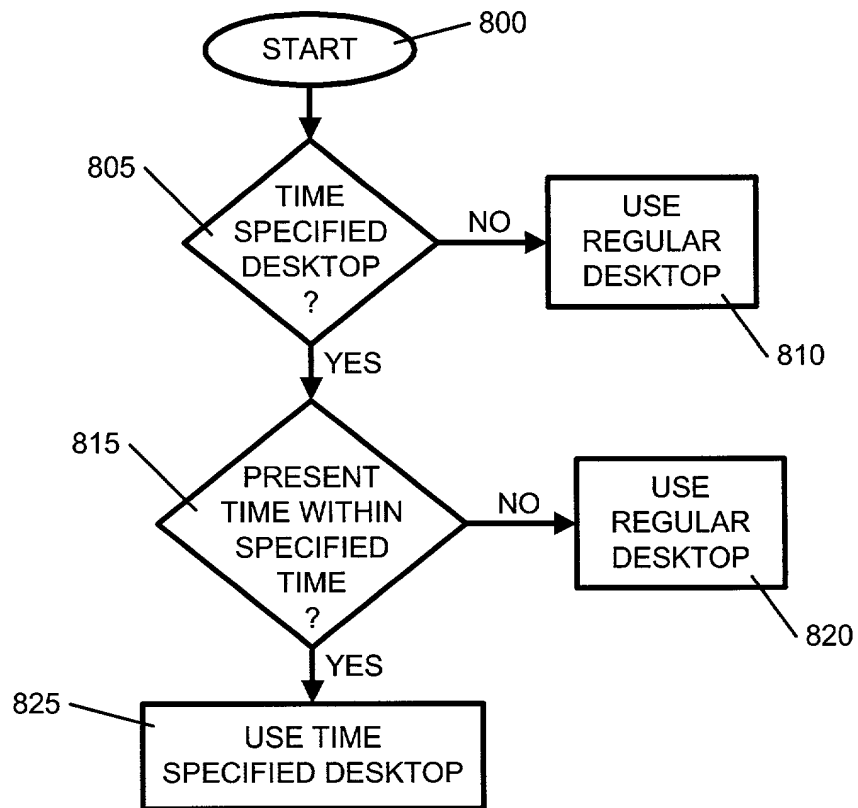 START
800
805
TIME
SPECIFIED
DESKTOP
?
NO
USE
REGULAR
DESKTOP
810
YES
815
PRESENT
TIME WITHIN
SPECIFIED
TIME
?
NO
USE
REGULAR
DESKTOP
820
YES
825
USE TIME
SPECIFIED DESKTOP